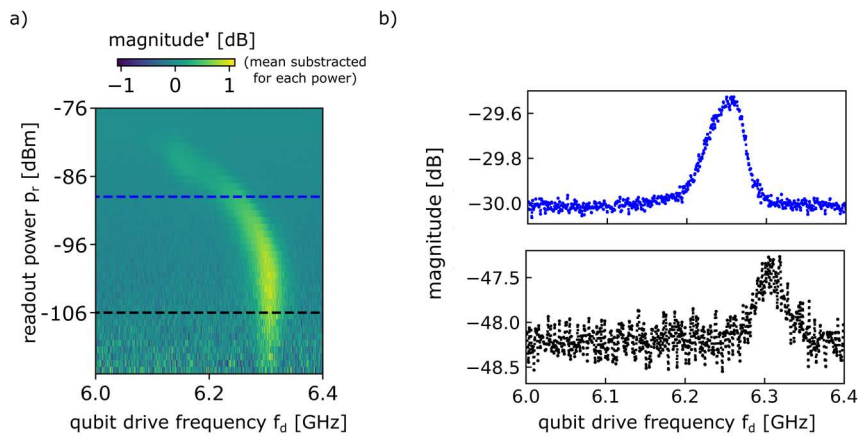 a)
magnitude' [dB]
(mean substracted
for each power)
−1 0 1
-76
-86
-96
-106
readout power pr [dBm]
6.0 6.2 6.4
qubit drive frequency fd [GHz]
b)
−29.6
−29.8
−30.0
magnitude [dB]
−47.5
−48.0
−48.5
6.0 6.1 6.2 6.3 6.4
qubit drive frequency fd [GHz]